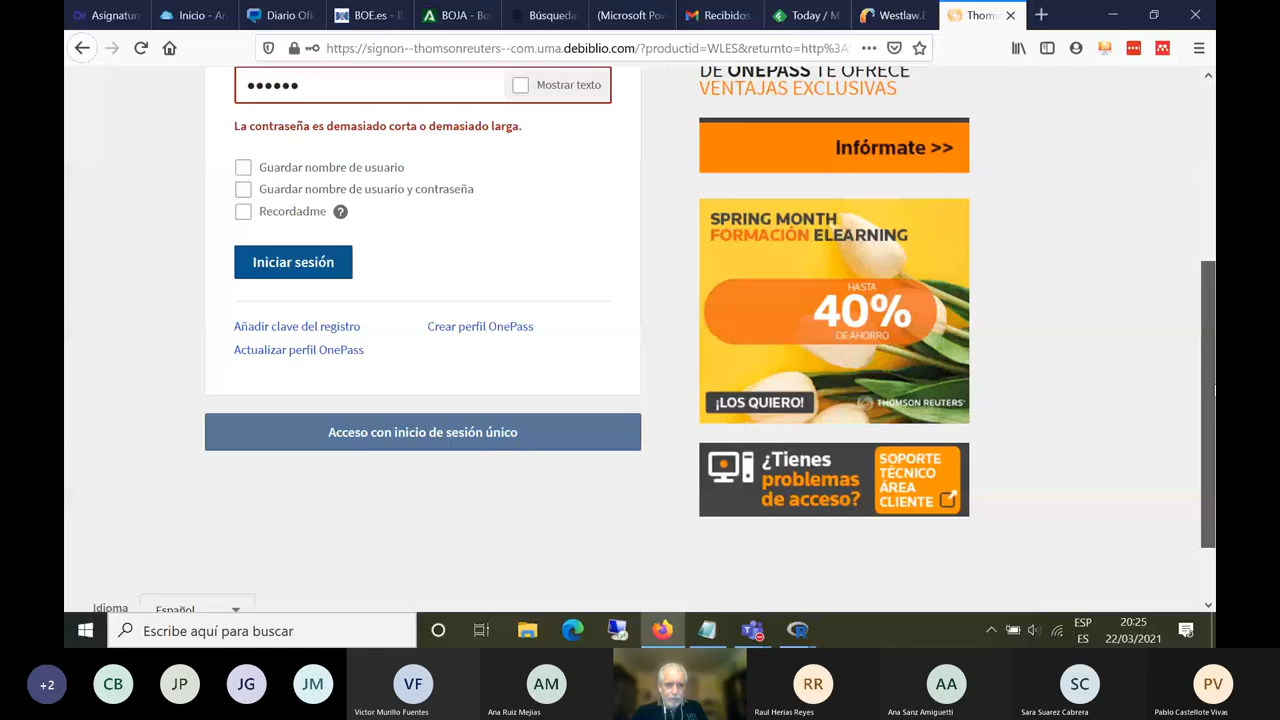 Asignatura
Inicio - A
Diario Ofi
BOE.es -
BOJA - Bo
Búsqueda
(Microsoft Pow
Recibidos
Today / M
Westlaw.E
Thoms
https://signon--thomsonreuters--com.uma.debiblio.com/?productid=WLES&returnto=http%3A
Mostrar texto
La contraseña es demasiado corta o demasiado larga.
Guardar nombre de usuario
Guardar nombre de usuario y contraseña
Recordadme ?
Iniciar sesión
Añadir clave del registro
Crear perfil OnePass
Actualizar perfil OnePass
Acceso con inicio de sesión único
DE ONEPASS TE OFRECE
VENTAJAS EXCLUSIVAS
Infórmate >>
SPRING MONTH
FORMACIÓN ELEARNING
HASTA
40%
DE AHORRO
¡LOS QUIERO!
THOMSON REUTERS
¿Tienes
problemas
de acceso?
SOPORTE
TÉCNICO
ÁREA
CLIENTE
Idioma
Español
Escribe aquí para buscar
ESP
ES
20:25
22/03/2021
+2
CB
JP
JG
JM
VF
Victor Murillo Fuentes
AM
Ana Ruiz Mejias
RR
Raul Herias Reyes
AA
Ana Sanz Amiguetti
SC
Sara Suarez Cabrera
PV
Pablo Castellote Vivas